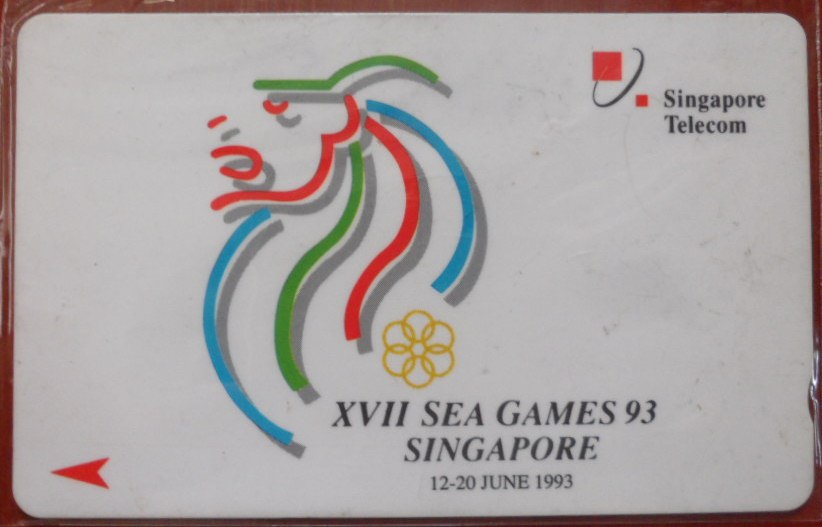 Singapore
Telecom
XVII SEA GAMES 93
SINGAPORE
12-20 JUNE 1993